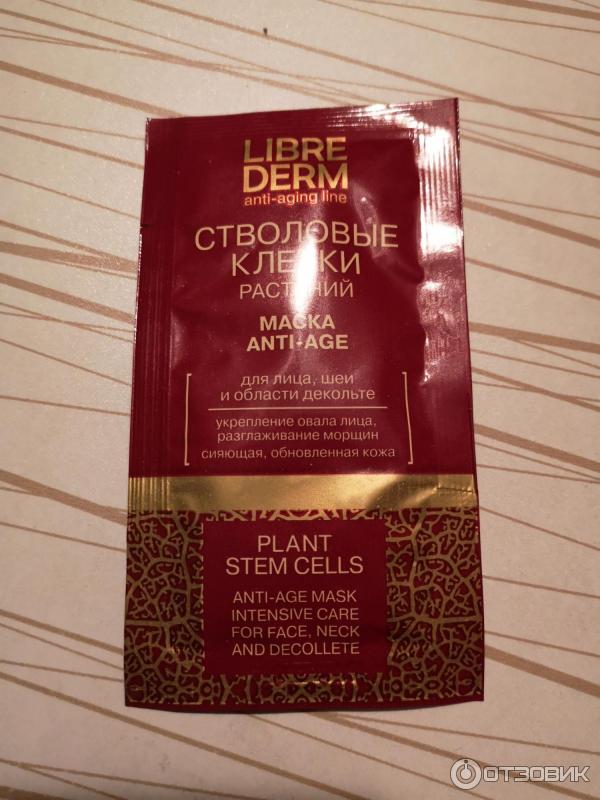 LIBRE
DERM
anti-aging line
СТВОЛОВЫЕ
КЛЕТКИ
РАСТЕНИЙ
МАСКА
ANTI-AGE
для лица, шеи
и области декольте
укрепление овала лица,
разглаживание морщин
сияющая, обновленная кожа
PLANT
STEM CELLS
ANTI-AGE MASK
INTENSIVE CARE
FOR FACE, NECK
AND DECOLLETE
ОТЗОВИК